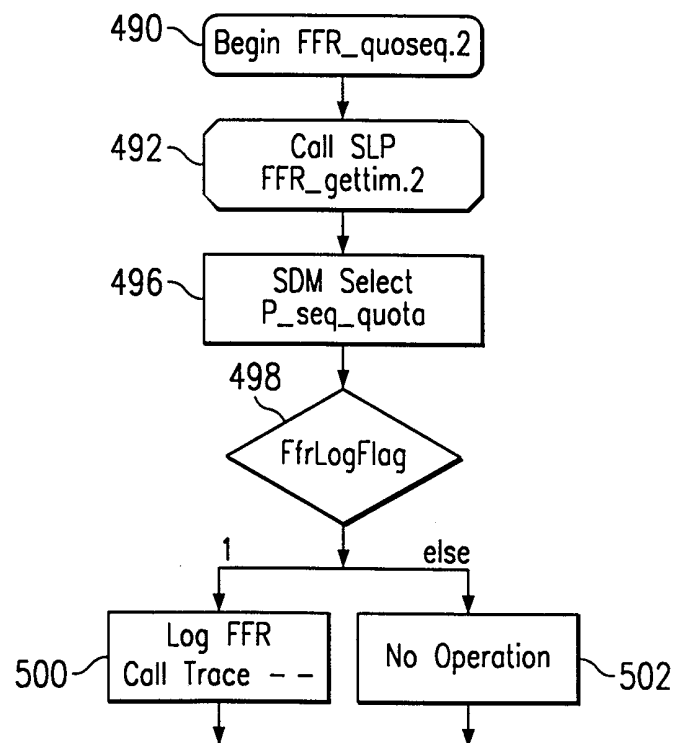 490
Begin FFR_quoseq.2
492
Call SLP
FFR_gettim.2
496
SDM Select
P_seq_quota
498
FfrLogFlag
1
else
500
Log FFR
Call Trace - -
No Operation
502